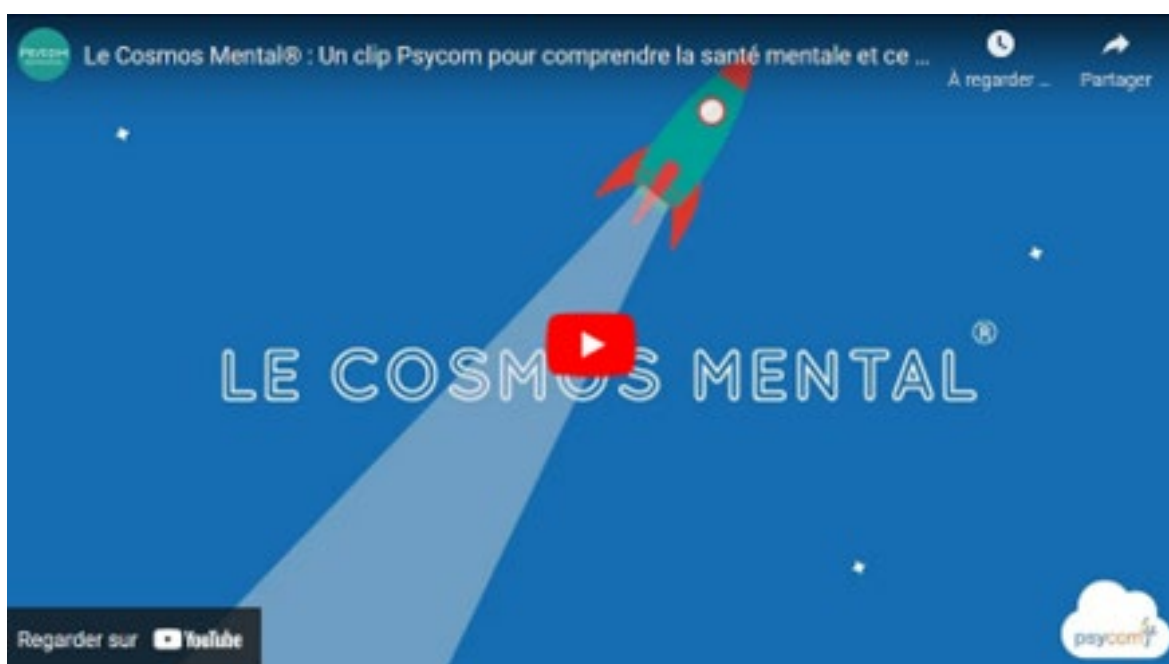 PSYCOM
Le Cosmos Mental® : Un clip Psycom pour comprendre la santé mentale et ce ...
À regarder ...
Partager
LE COSMOS MENTAL®
Regarder sur YouTube
psycom